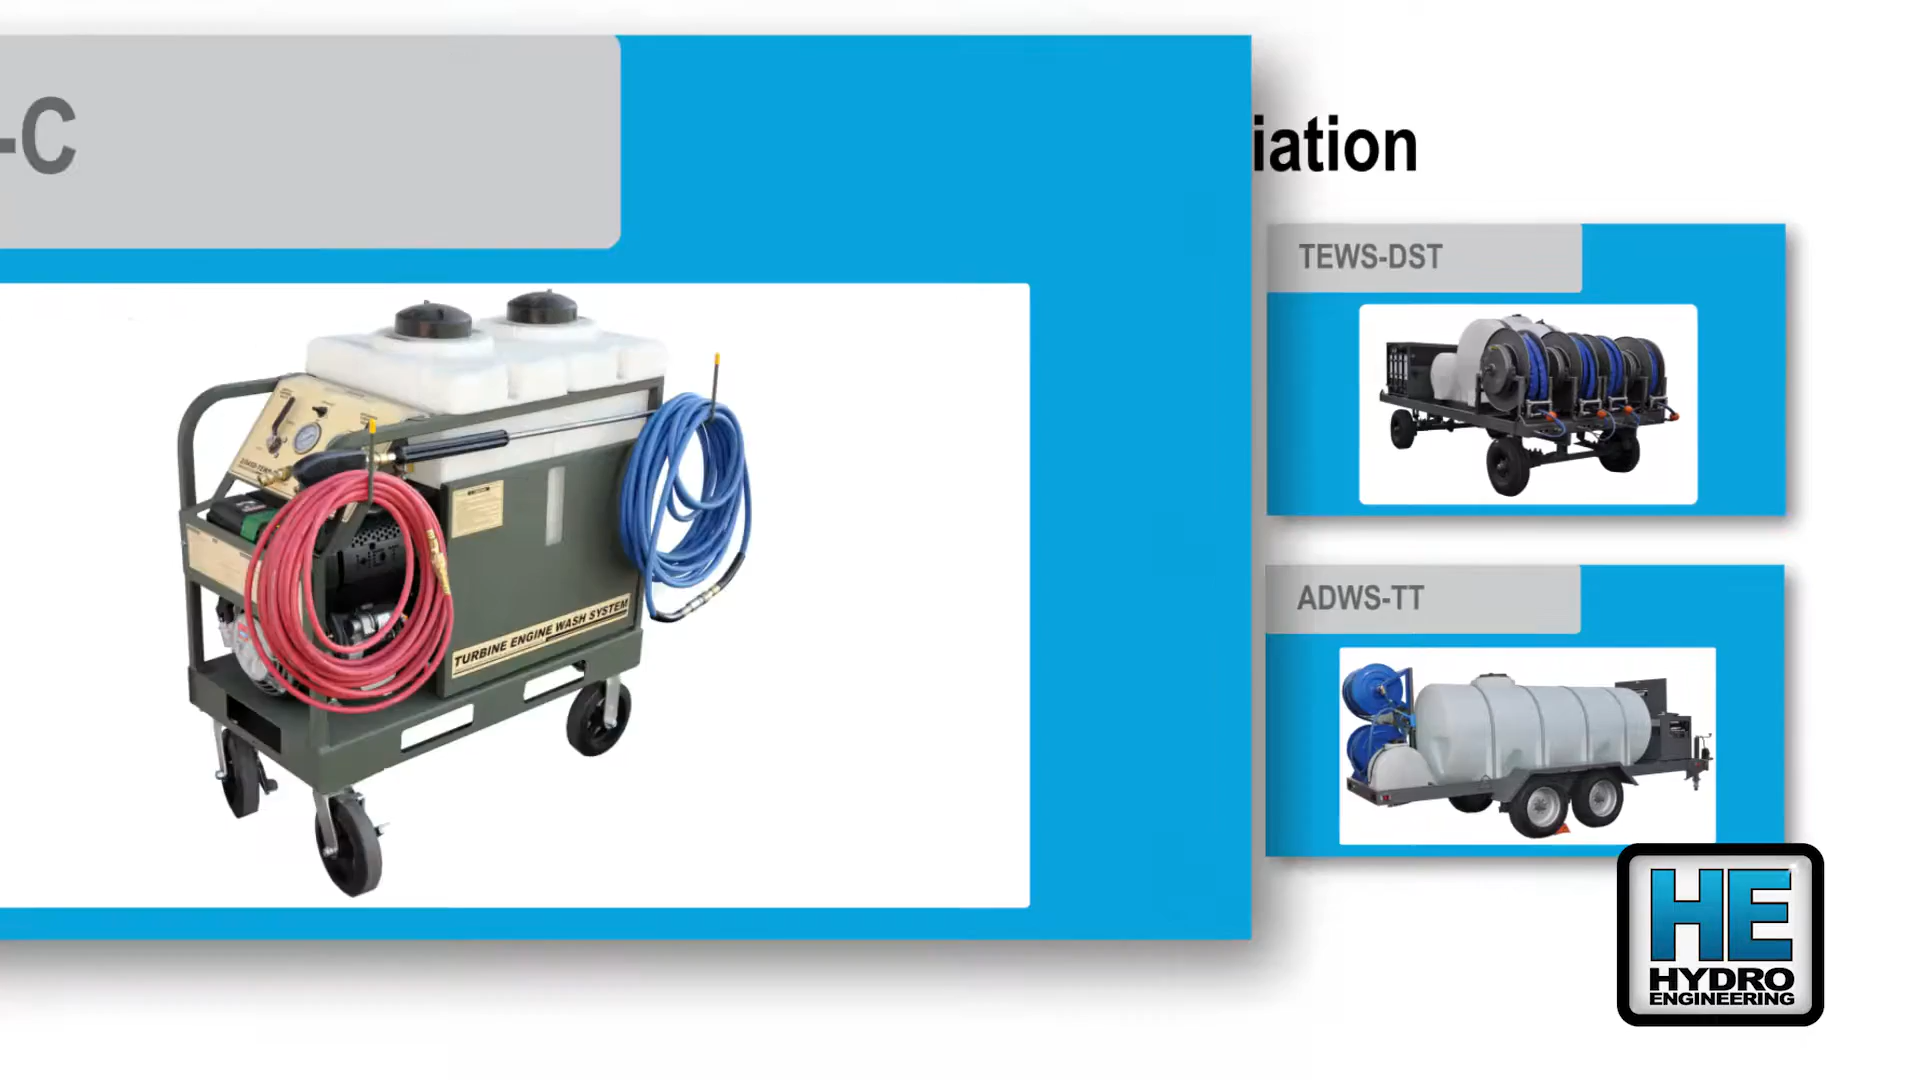 -C
iation
TEWS-DST
TURBINE ENGINE WASH SYSTEM
ADWS-TT
HE
HYDRO
ENGINEERING